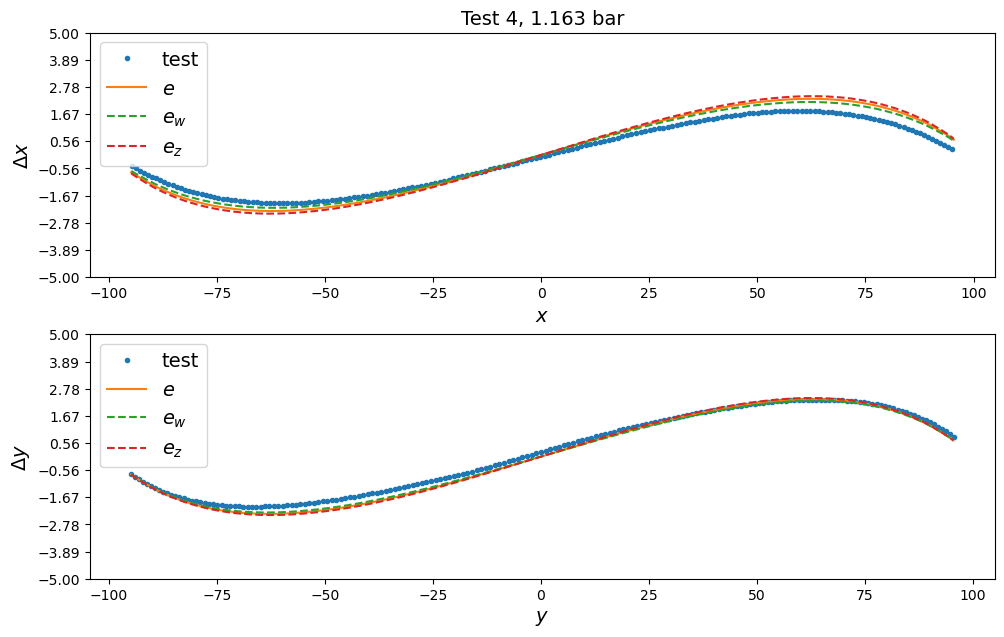 Test 4, 1.163 bar
5.00
3.89
2.78
1.67
0.56
−0.56
−1.67
−2.78
−3.89
−5.00
Δx
test
e
e_w
e_z
−100 −75 −50 −25 0 25 50 75 100
x
5.00
3.89
2.78
1.67
0.56
−0.56
−1.67
−2.78
−3.89
−5.00
Δy
test
e
e_w
e_z
−100 −75 −50 −25 0 25 50 75 100
y